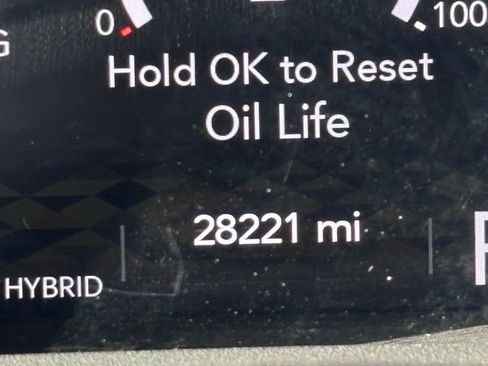 0
100
G
Hold OK to Reset
Oil Life
28221 mi
HYBRID